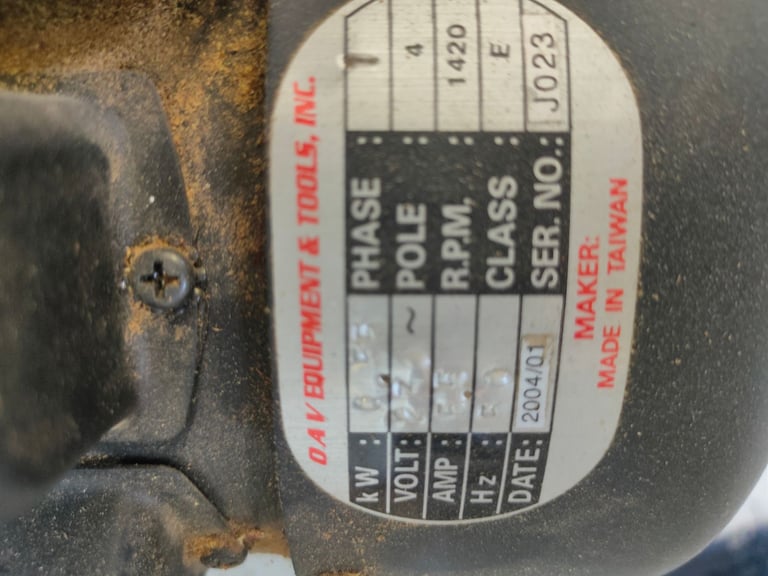 DAV EQUIPMENT & TOOLS, INC.
kW : PHASE : 1
VOLT: ~ POLE : 4
AMP : R.P.M. : 1420
Hz : CLASS : E
DATE: 2004/01 SER. NO.: J023
MAKER:
MADE IN TAIWAN